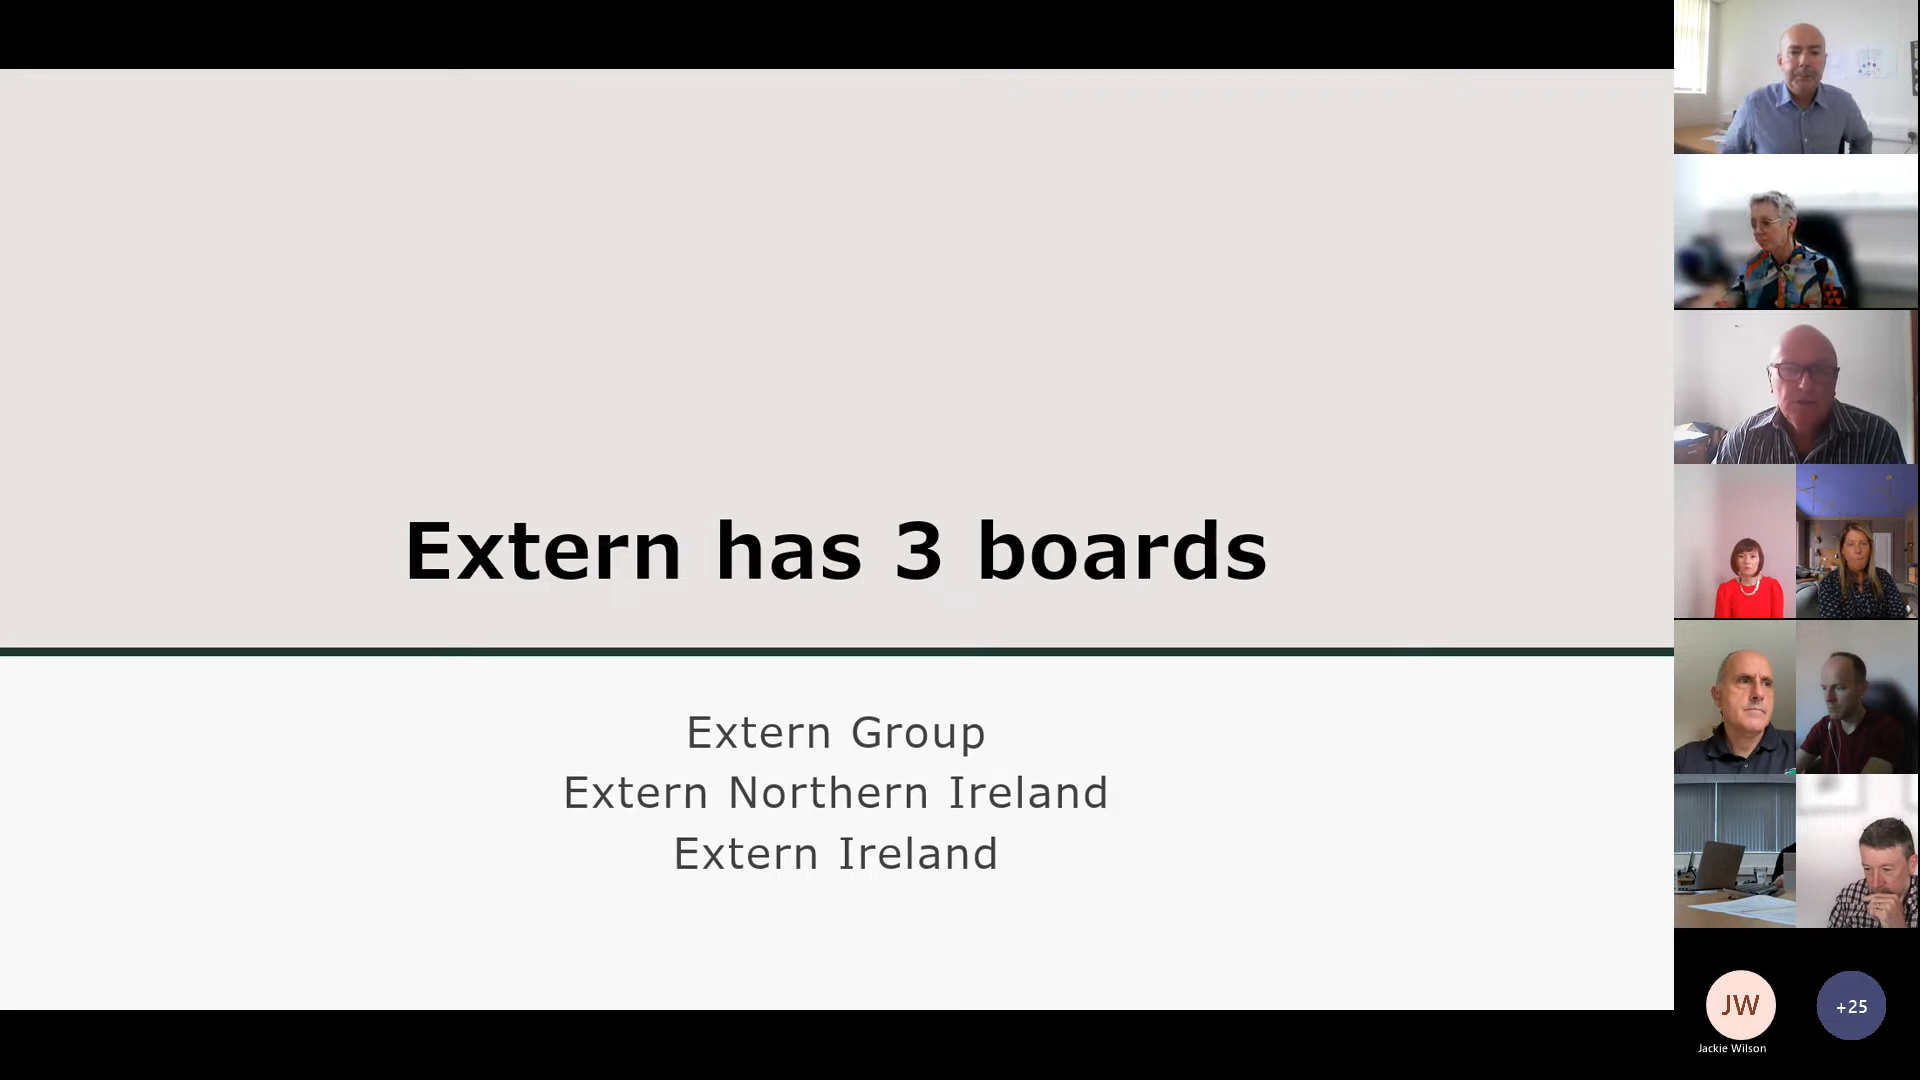 Extern has 3 boards
Extern Group
Extern Northern Ireland
Extern Ireland
JW
+25
Jackie Wilson